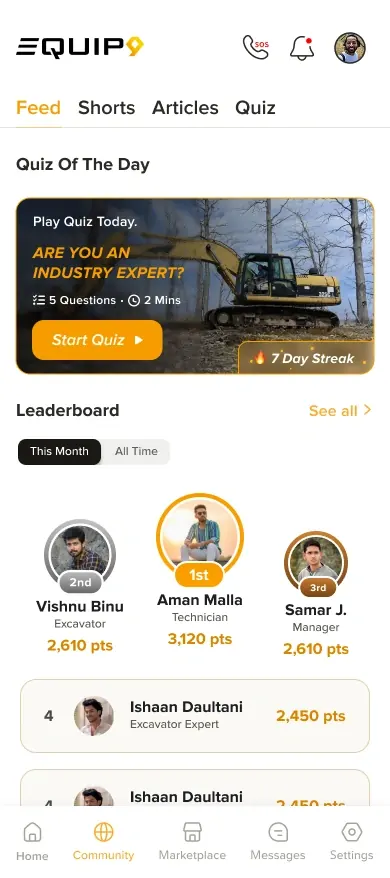 EQUIP9
SOS
Feed Shorts Articles Quiz
Quiz Of The Day
Play Quiz Today.
ARE YOU AN
INDUSTRY EXPERT?
5 Questions · 2 Mins
Start Quiz
7 Day Streak
Leaderboard
See all
This Month All Time
2nd
1st
3rd
Vishnu Binu
Excavator
2,610 pts
Aman Malla
Technician
3,120 pts
Samar J.
Manager
2,610 pts
4
Ishaan Daultani
Excavator Expert
2,450 pts
4
Ishaan Daultani
2,450 pts
Home Community Marketplace Messages Settings